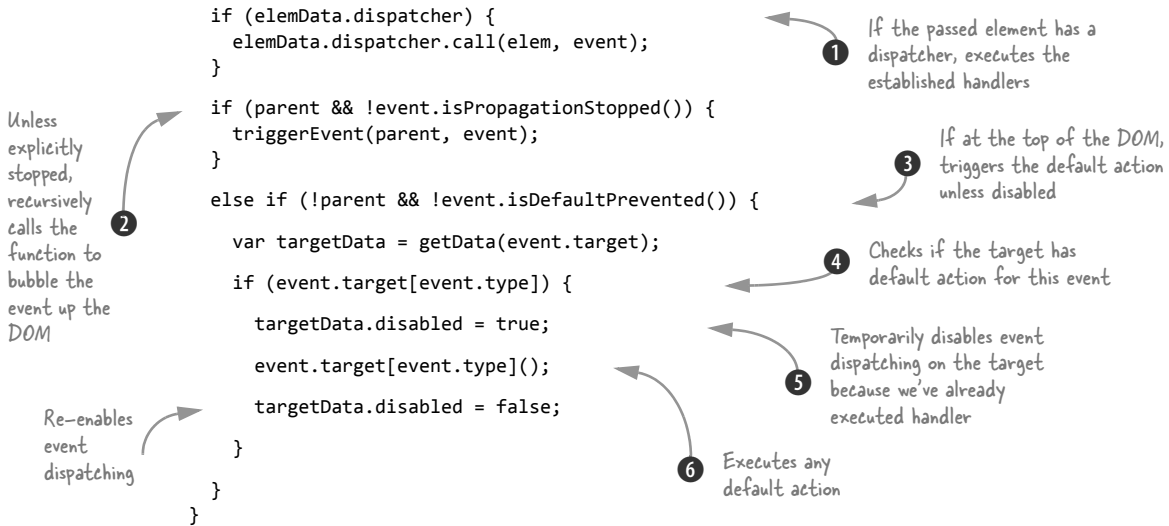 if (elemData.dispatcher) {
elemData.dispatcher.call(elem, event);
}
1
If the passed element has a
dispatcher, executes the
established handlers
if (parent && !event.isPropagationStopped()) {
triggerEvent(parent, event);
}
Unless
explicitly
stopped,
recursively
calls the
function to
bubble the
event up the
DOM
2
else if (!parent && !event.isDefaultPrevented()) {
3
If at the top of the DOM,
triggers the default action
unless disabled
var targetData = getData(event.target);
if (event.target[event.type]) {
4
Checks if the target has
default action for this event
targetData.disabled = true;
5
Temporarily disables event
dispatching on the target
because we've already
executed handler
event.target[event.type]();
6
Executes any
default action
targetData.disabled = false;
Re-enables
event
dispatching
}
}
}